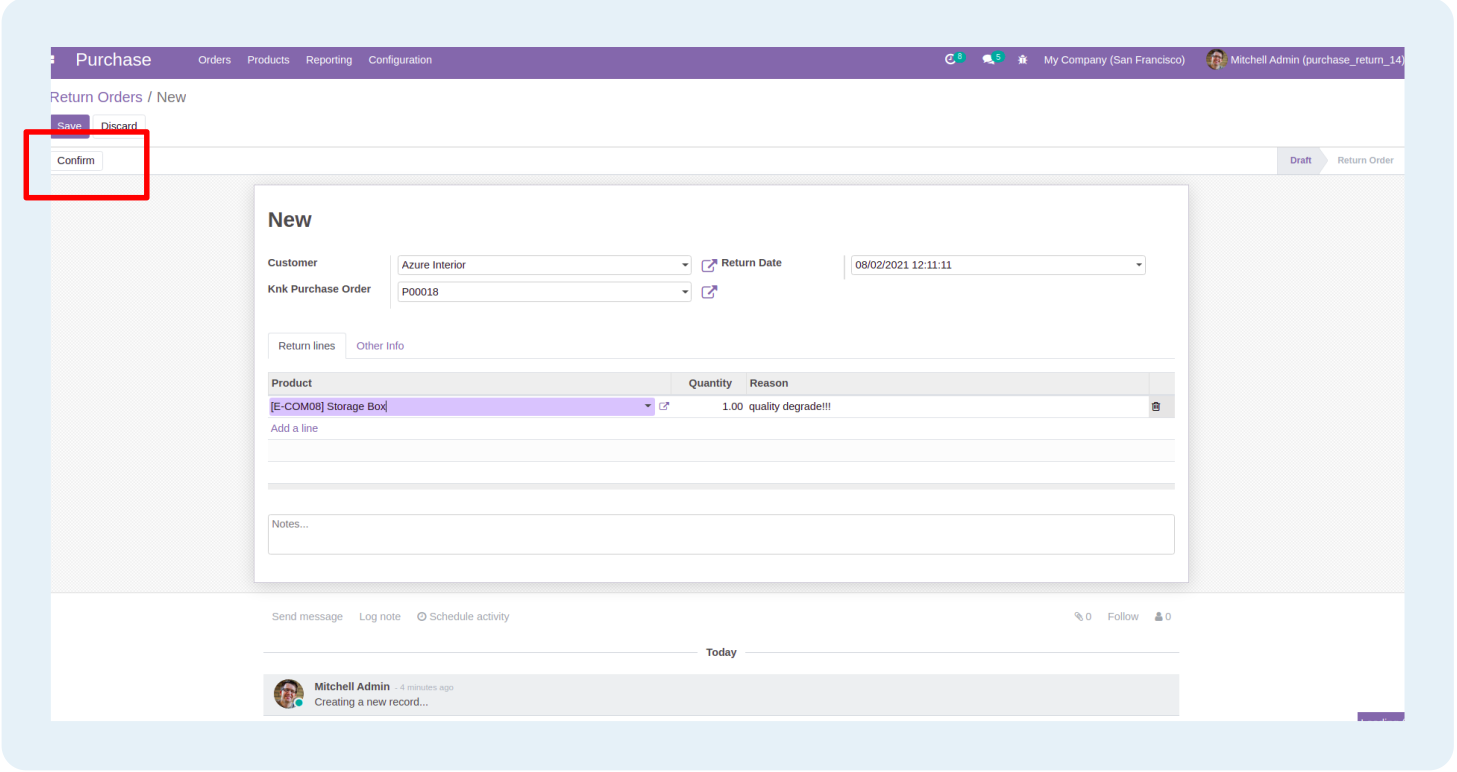 Purchase Orders Products Reporting Configuration 8 5 My Company (San Francisco) Mitchell Admin (purchase_return_14)
Return Orders / New
Save Discard
Confirm Draft Return Order
New
Customer Azure Interior Return Date 08/02/2021 12:11:11
Knk Purchase Order P00018
Return lines Other Info
Product Quantity Reason
[E-COM08] Storage Box 1.00 quality degrade!!!
Add a line
Notes...
Send message Log note Schedule activity 0 Follow 0
Today
Mitchell Admin - 4 minutes ago
Creating a new record...